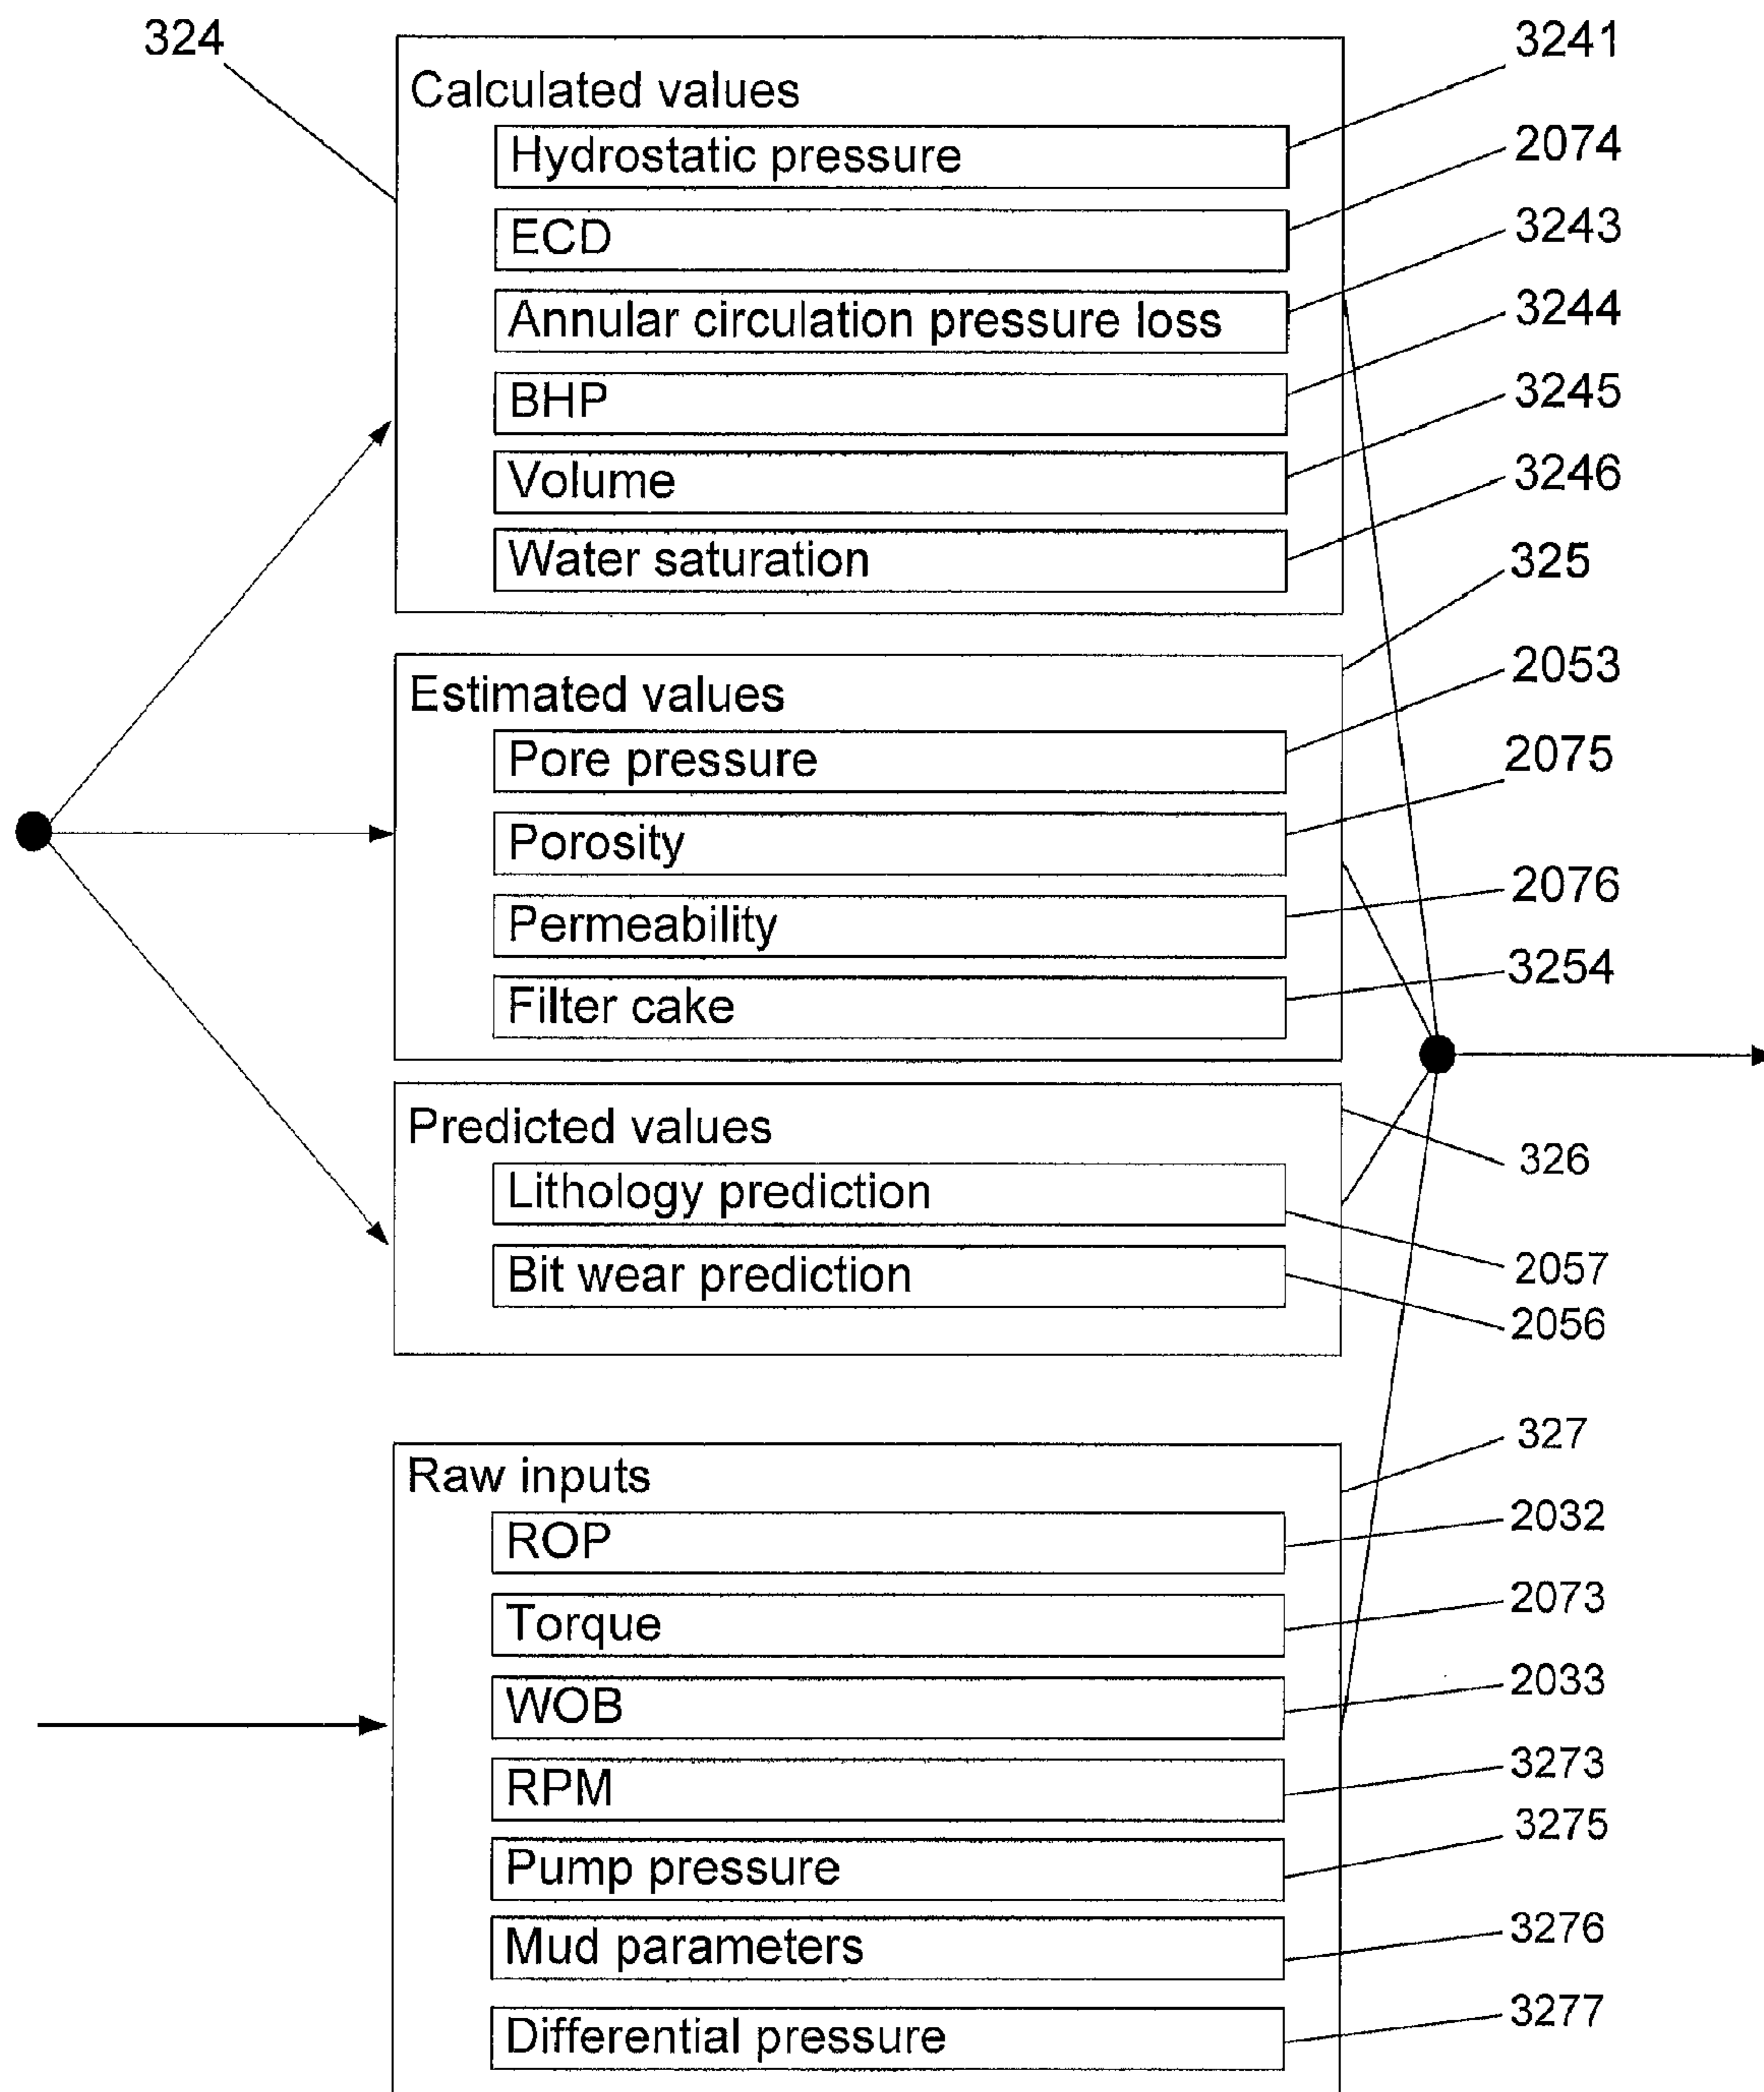 324
3241
Calculated values
Hydrostatic pressure
2074
ECD
3243
Annular circulation pressure loss
3244
BHP
3245
Volume
3246
Water saturation
325
Estimated values
2053
Pore pressure
2075
Porosity
2076
Permeability
3254
Filter cake
Predicted values
326
Lithology prediction
2057
Bit wear prediction
2056
327
Raw inputs
2032
ROP
2073
Torque
2033
WOB
3273
RPM
3275
Pump pressure
3276
Mud parameters
3277
Differential pressure